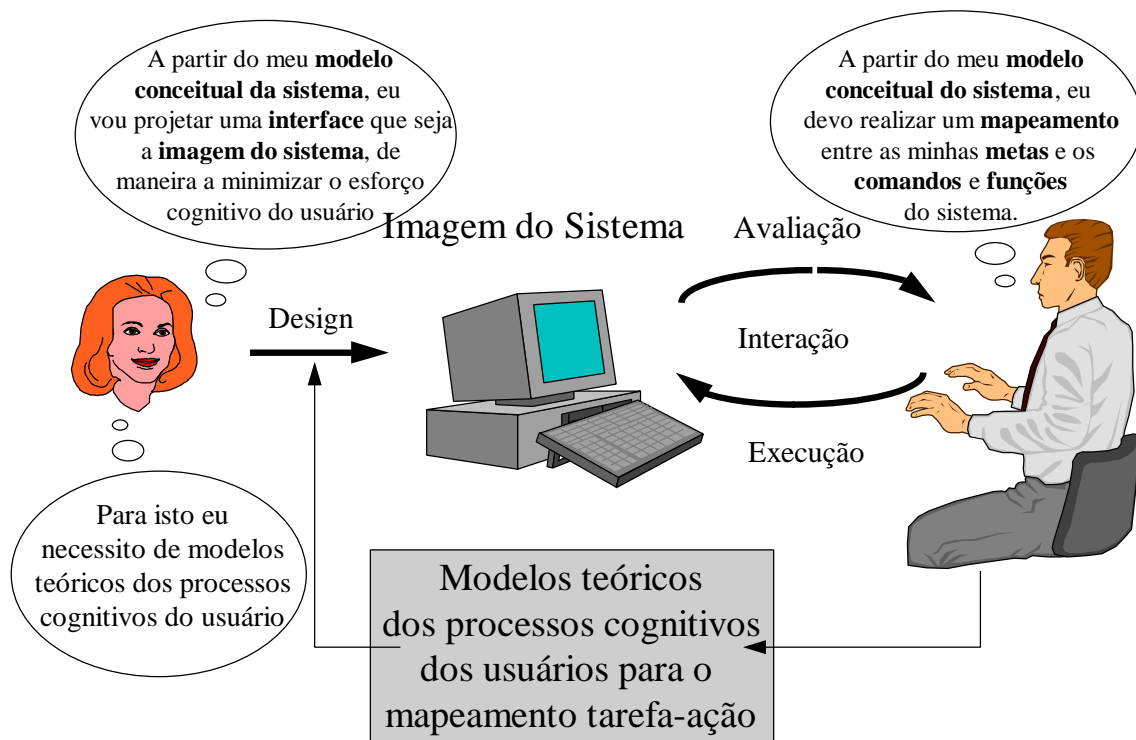 A partir do meu modelo
conceitual da sistema, eu
vou projetar uma interface que seja
a imagem do sistema, de
maneira a minimizar o esforço
cognitivo do usuário
A partir do meu modelo
conceitual do sistema, eu
devo realizar um mapeamento
entre as minhas metas e os
comandos e funções
do sistema.
Imagem do Sistema
Avaliação
Design
Interação
Execução
Para isto eu
necessito de modelos
teóricos dos processos
cognitivos do usuário
Modelos teóricos
dos processos cognitivos
dos usuários para o
mapeamento tarefa-ação